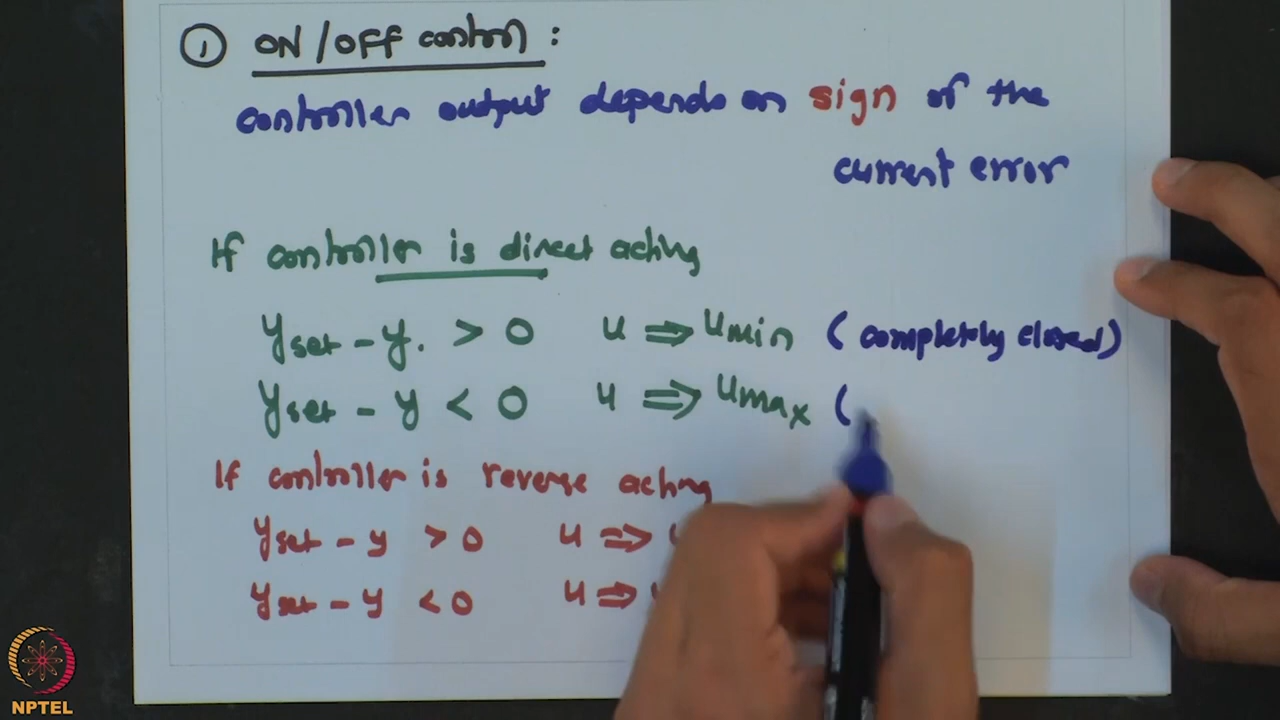 ① ON/OFF control:
controller output depends on sign of the
current error
If controller is direct acting
yset - y. > 0 u ⇒ umin (completely closed)
yset - y < 0 u ⇒ umax (
If controller is reverse acting
yset - y > 0 u ⇒
yset - y < 0 u ⇒
NPTEL